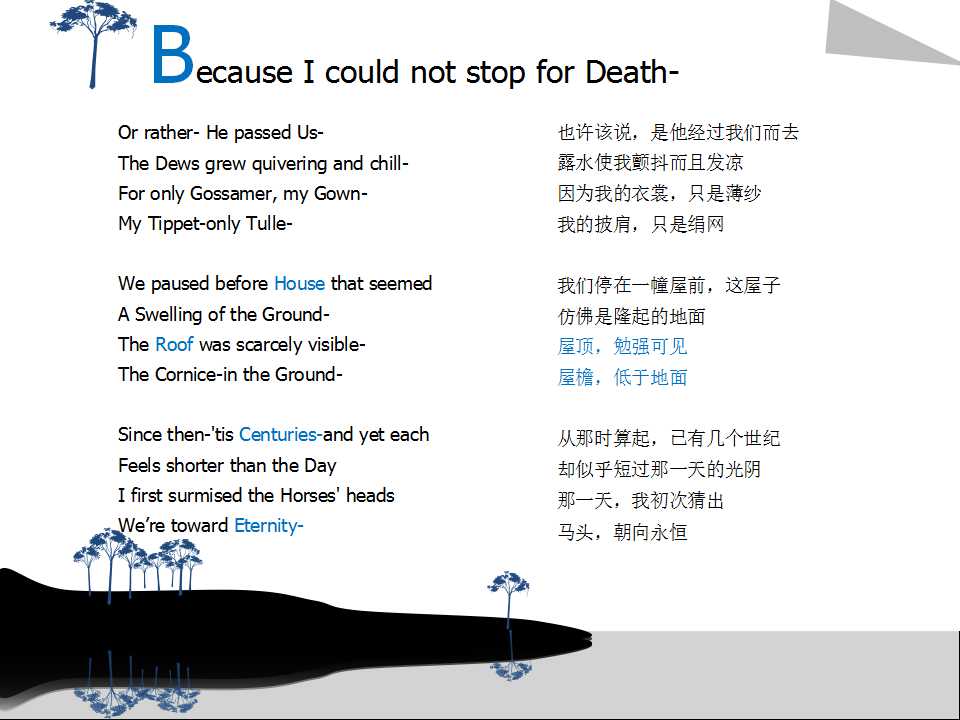 Because I could not stop for Death-
Or rather- He passed Us-
The Dews grew quivering and chill-
For only Gossamer, my Gown-
My Tippet-only Tulle-
We paused before House that seemed
A Swelling of the Ground-
The Roof was scarcely visible-
The Cornice-in the Ground-
Since then-'tis Centuries-and yet each
Feels shorter than the Day
I first surmised the Horses' heads
We’re toward Eternity-
也许该说，是他经过我们而去
露水使我颤抖而且发凉
因为我的衣裳，只是薄纱
我的披肩，只是绢网
我们停在一幢屋前，这屋子
仿佛是隆起的地面
屋顶，勉强可见
屋檐，低于地面
从那时算起，已有几个世纪
却似乎短过那一天的光阴
那一天，我初次猜出
马头，朝向永恒